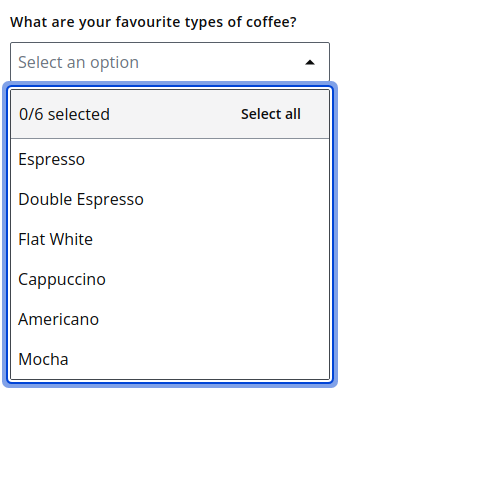 What are your favourite types of coffee?
Select an option
0/6 selected Select all
Espresso
Double Espresso
Flat White
Cappuccino
Americano
Mocha